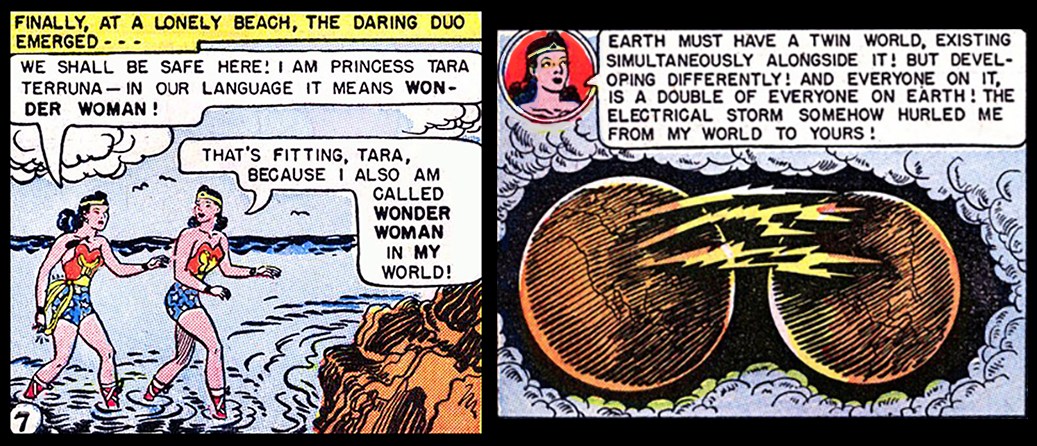 FINALLY, AT A LONELY BEACH, THE DARING DUO
EMERGED---
WE SHALL BE SAFE HERE! I AM PRINCESS TARA
TERRUNA—IN OUR LANGUAGE IT MEANS WON-
DER WOMAN!
THAT'S FITTING, TARA,
BECAUSE I ALSO AM
CALLED
WONDER
WOMAN
IN MY
WORLD!
7
EARTH MUST HAVE A TWIN WORLD, EXISTING
SIMULTANEOUSLY ALONGSIDE IT! BUT DEVEL-
OPING DIFFERENTLY! AND EVERYONE ON IT,
IS A DOUBLE OF EVERYONE ON EARTH! THE
ELECTRICAL STORM SOMEHOW HURLED ME
FROM MY WORLD TO YOURS!